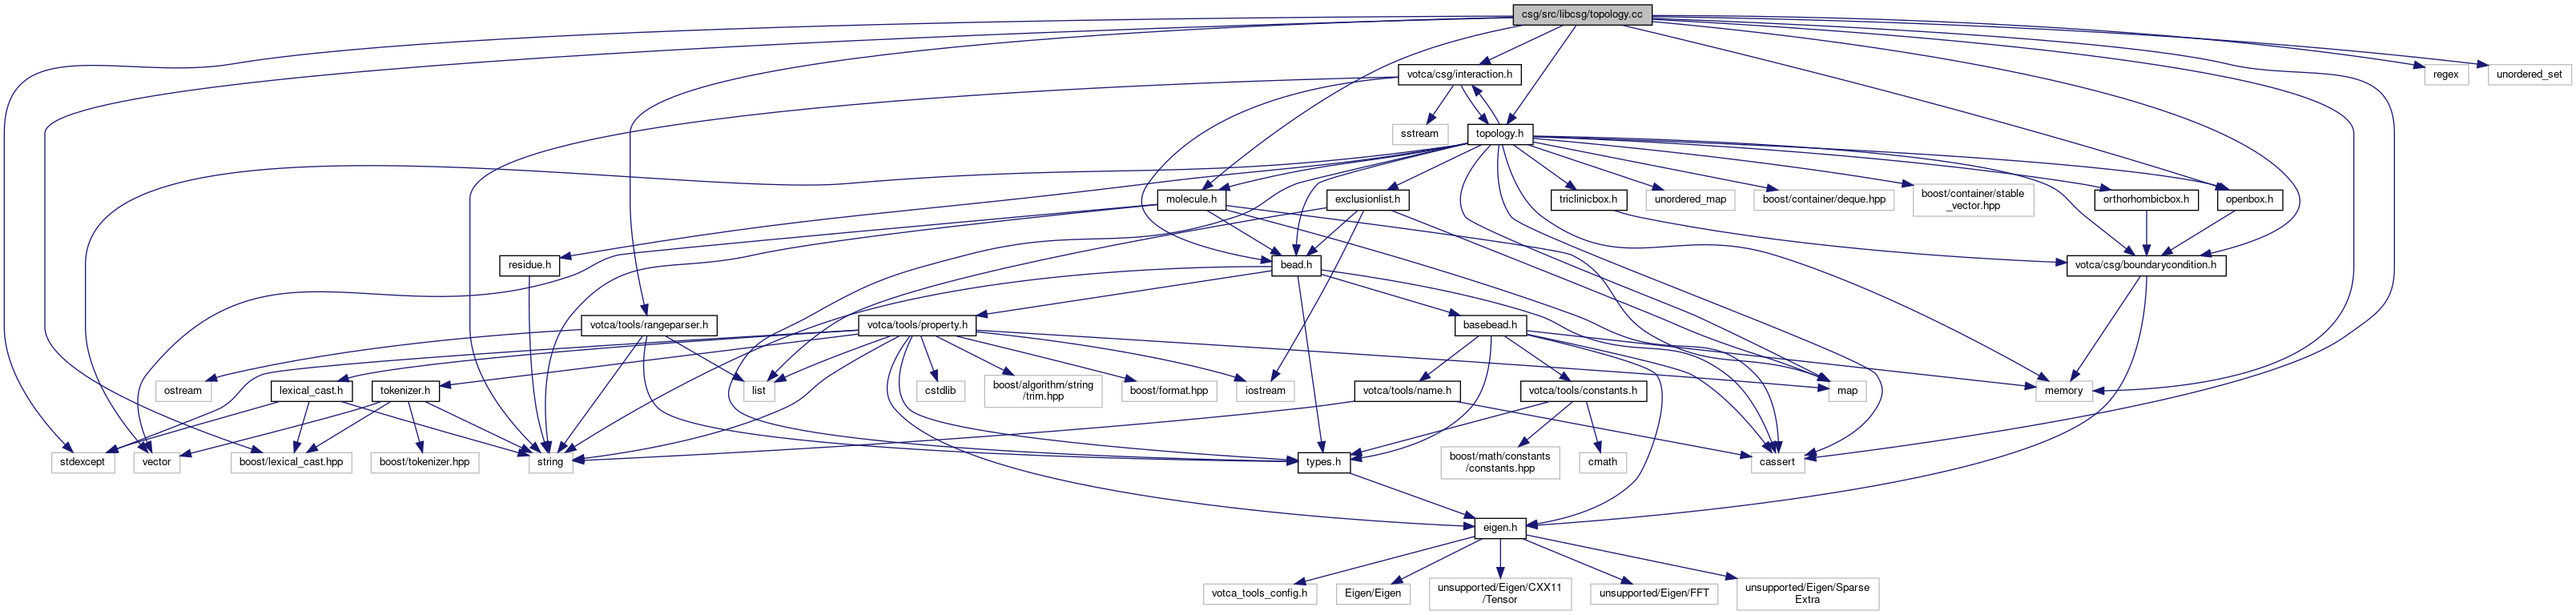 csg/src/libcsg/topology.cc
votca/csg/interaction.h
regex
unordered_set
sstream
topology.h
molecule.h
exclusionlist.h
triclinicbox.h
unordered_map
boost/container/deque.hpp
boost/container/stable
_vector.hpp
orthorhombicbox.h
openbox.h
residue.h
bead.h
votca/csg/boundarycondition.h
votca/tools/rangeparser.h
votca/tools/property.h
basebead.h
ostream
lexical_cast.h
tokenizer.h
list
cstdlib
boost/algorithm/string
/trim.hpp
boost/format.hpp
iostream
votca/tools/name.h
votca/tools/constants.h
map
memory
stdexcept
vector
boost/lexical_cast.hpp
boost/tokenizer.hpp
string
types.h
boost/math/constants
/constants.hpp
cmath
cassert
eigen.h
votca_tools_config.h
Eigen/Eigen
unsupported/Eigen/CXX11
/Tensor
unsupported/Eigen/FFT
unsupported/Eigen/Sparse
Extra